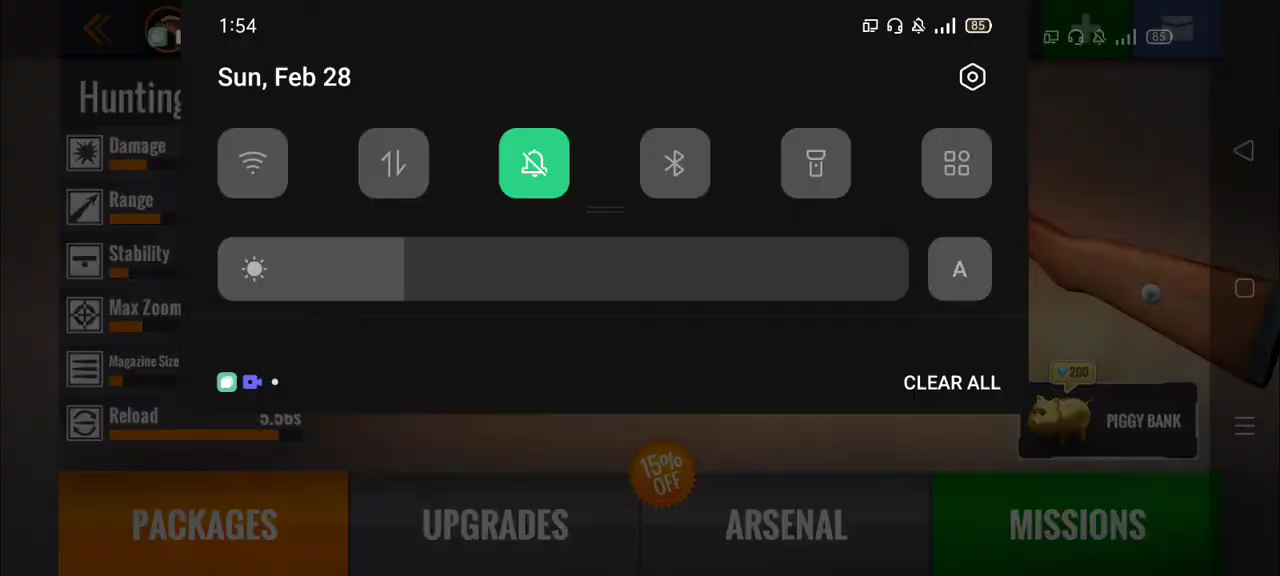 1:54
85
85
Sun, Feb 28
Hunting
Damage
Range
Stability
A
Max Zoom
Magazine Size
CLEAR ALL
200
Reload
5.56s
PIGGY BANK
15%
OFF
PACKAGES
UPGRADES
ARSENAL
MISSIONS